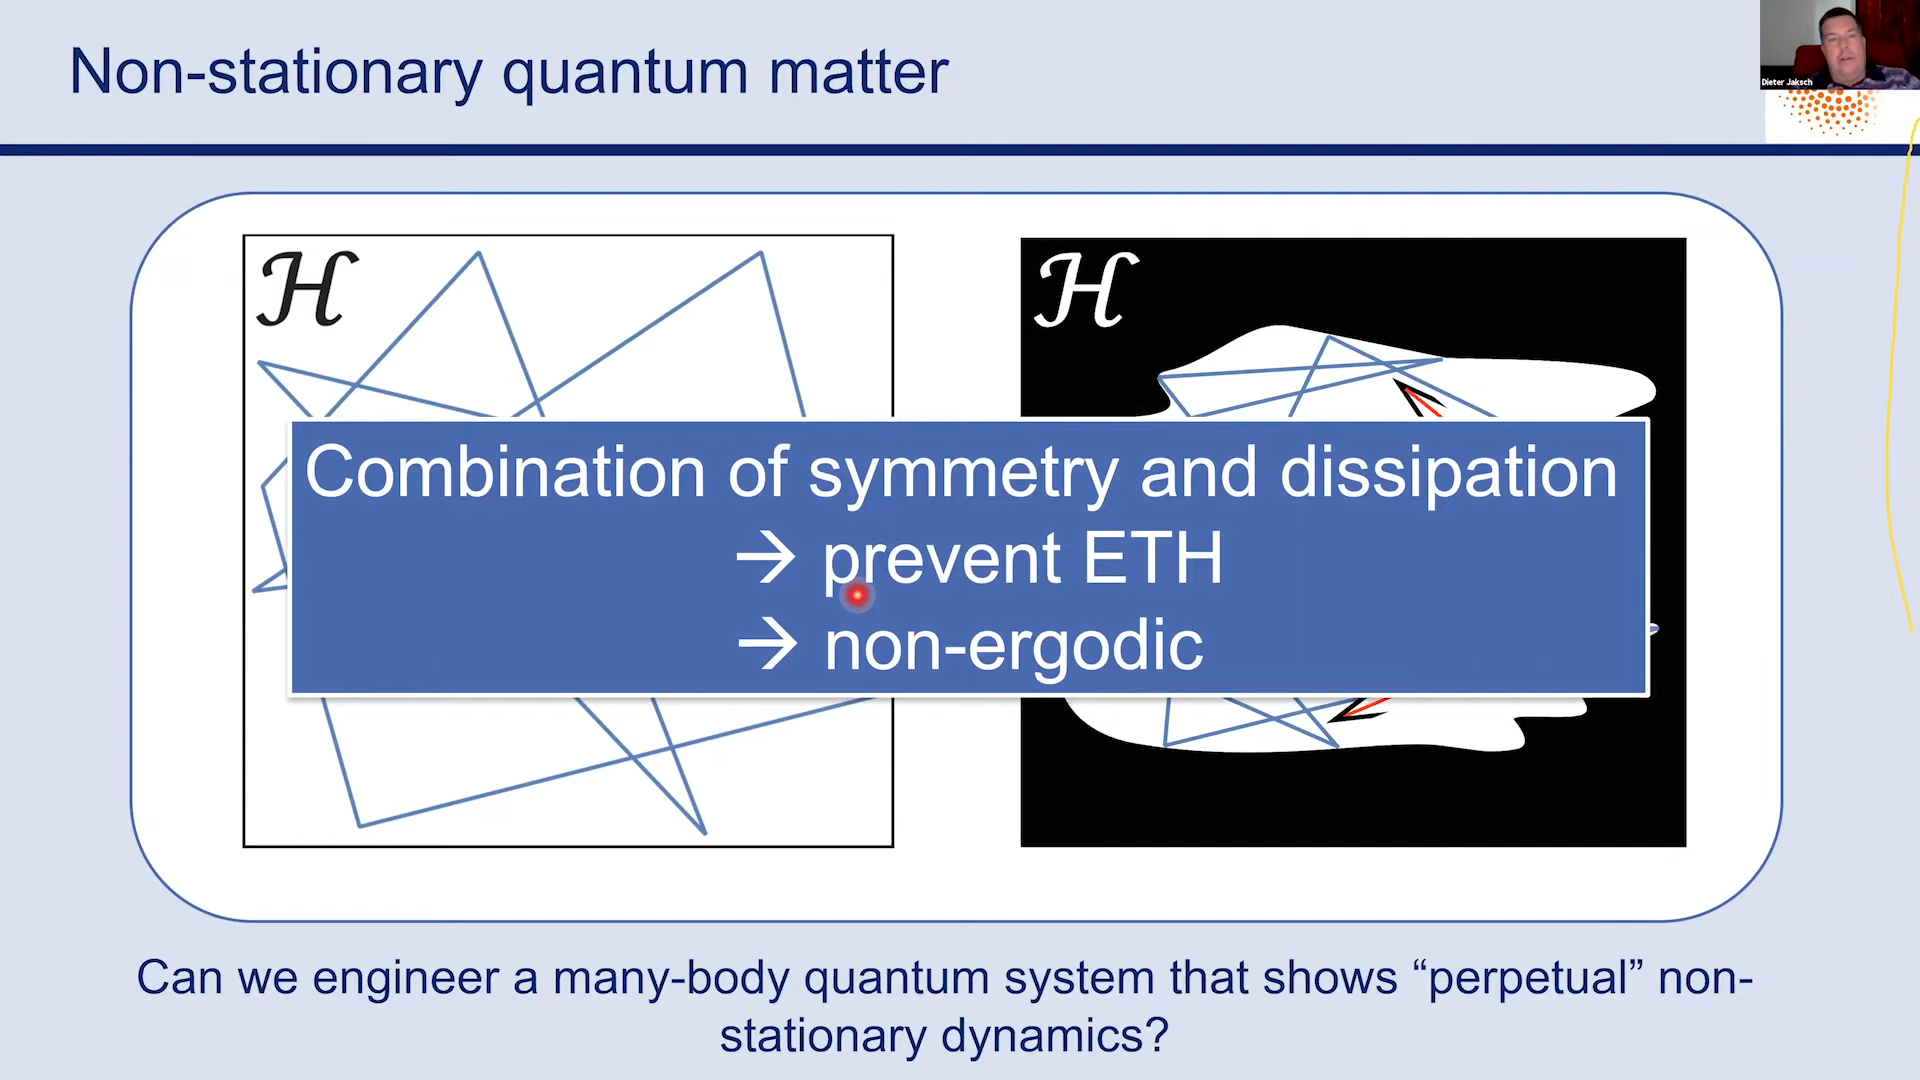 Non-stationary quantum matter
Dieter Jaksch
ℋ
ℋ
Combination of symmetry and dissipation
→ prevent ETH
→ non-ergodic
Can we engineer a many-body quantum system that shows “perpetual” non-
stationary dynamics?